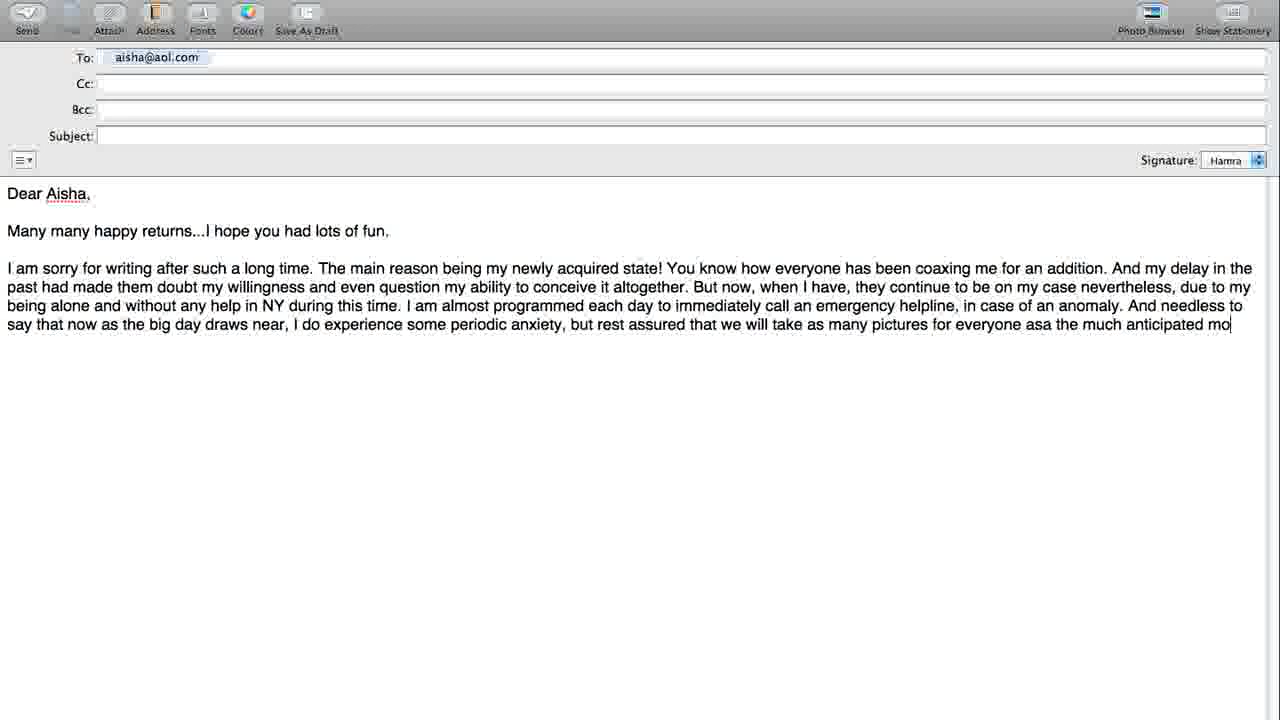 Send Attach Address Fonts Colors Save As Draft Photo Browser Show Stationery
To: aisha@aol.com
Cc:
Bcc:
Subject:
Signature: Hamra
Dear Aisha,
Many many happy returns...I hope you had lots of fun.
I am sorry for writing after such a long time. The main reason being my newly acquired state! You know how everyone has been coaxing me for an addition. And my delay in the
past had made them doubt my willingness and even question my ability to conceive it altogether. But now, when I have, they continue to be on my case nevertheless, due to my
being alone and without any help in NY during this time. I am almost programmed each day to immediately call an emergency helpline, in case of an anomaly. And needless to
say that now as the big day draws near, I do experience some periodic anxiety, but rest assured that we will take as many pictures for everyone asa the much anticipated mo